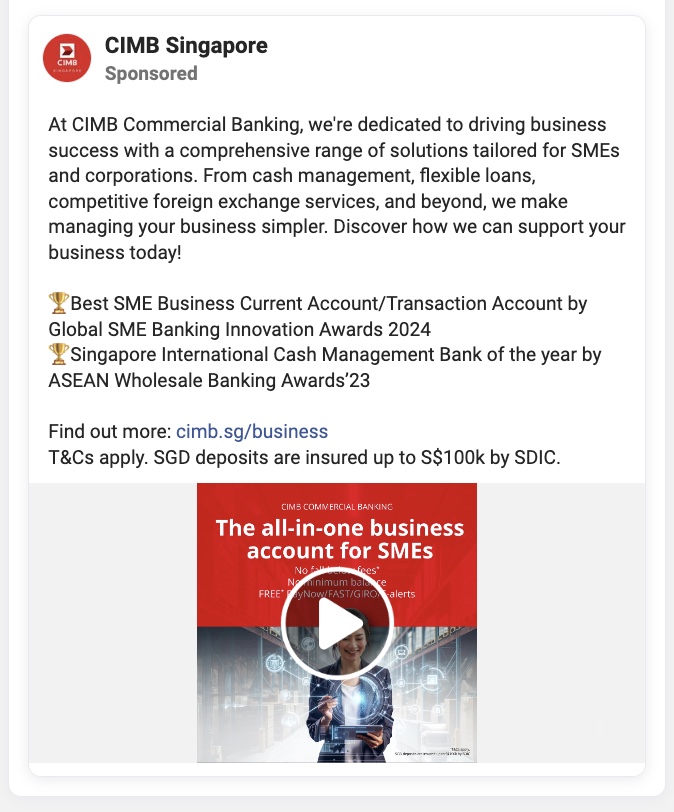 CIMB
SINGAPORE
CIMB Singapore
Sponsored
At CIMB Commercial Banking, we're dedicated to driving business
success with a comprehensive range of solutions tailored for SMEs
and corporations. From cash management, flexible loans,
competitive foreign exchange services, and beyond, we make
managing your business simpler. Discover how we can support your
business today!
🏆Best SME Business Current Account/Transaction Account by
Global SME Banking Innovation Awards 2024
🏆Singapore International Cash Management Bank of the year by
ASEAN Wholesale Banking Awards’23
Find out more: cimb.sg/business
T&Cs apply. SGD deposits are insured up to S$100k by SDIC.
CIMB COMMERCIAL BANKING
The all-in-one business
account for SMEs
No fall below fees*
No minimum balance
FREE* PayNow/FAST/GIRO/